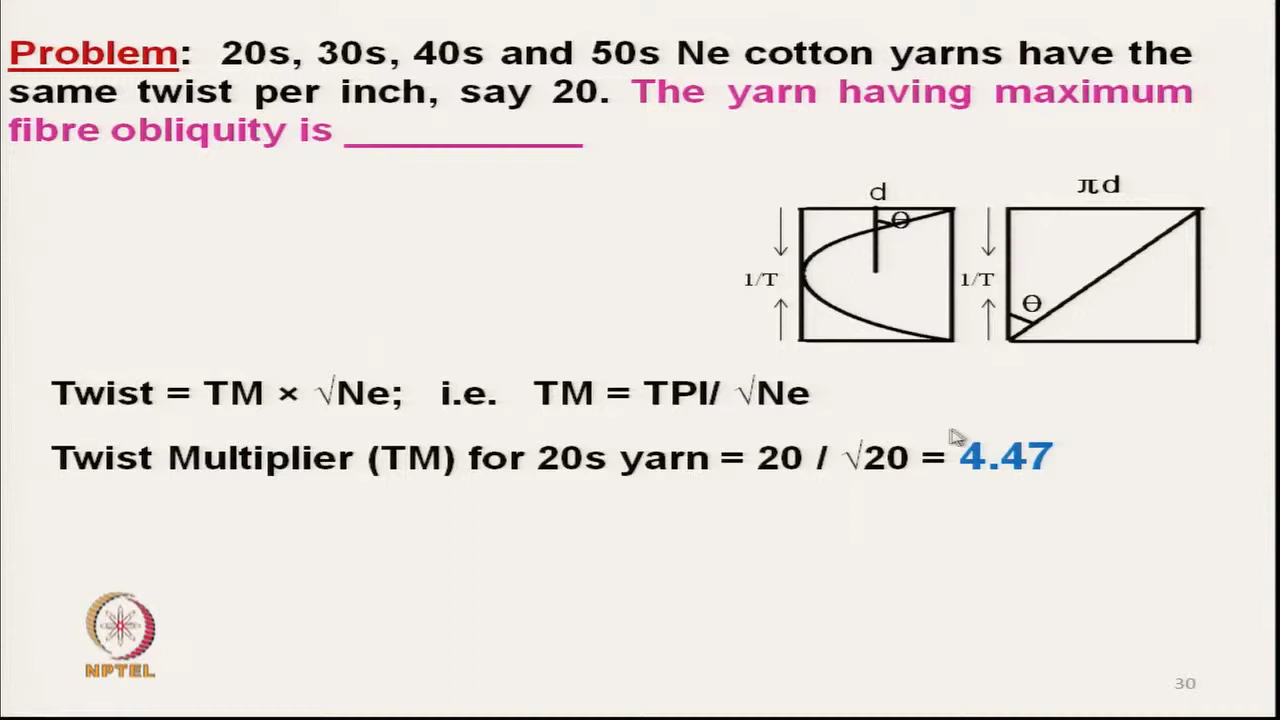 Problem: 20s, 30s, 40s and 50s Ne cotton yarns have the
same twist per inch, say 20. The yarn having maximum
fibre obliquity is ____________
d
θ
1/T
πd
1/T
θ
Twist = TM × √Ne; i.e. TM = TPI/ √Ne
Twist Multiplier (TM) for 20s yarn = 20 / √20 = 4.47
NPTEL
30